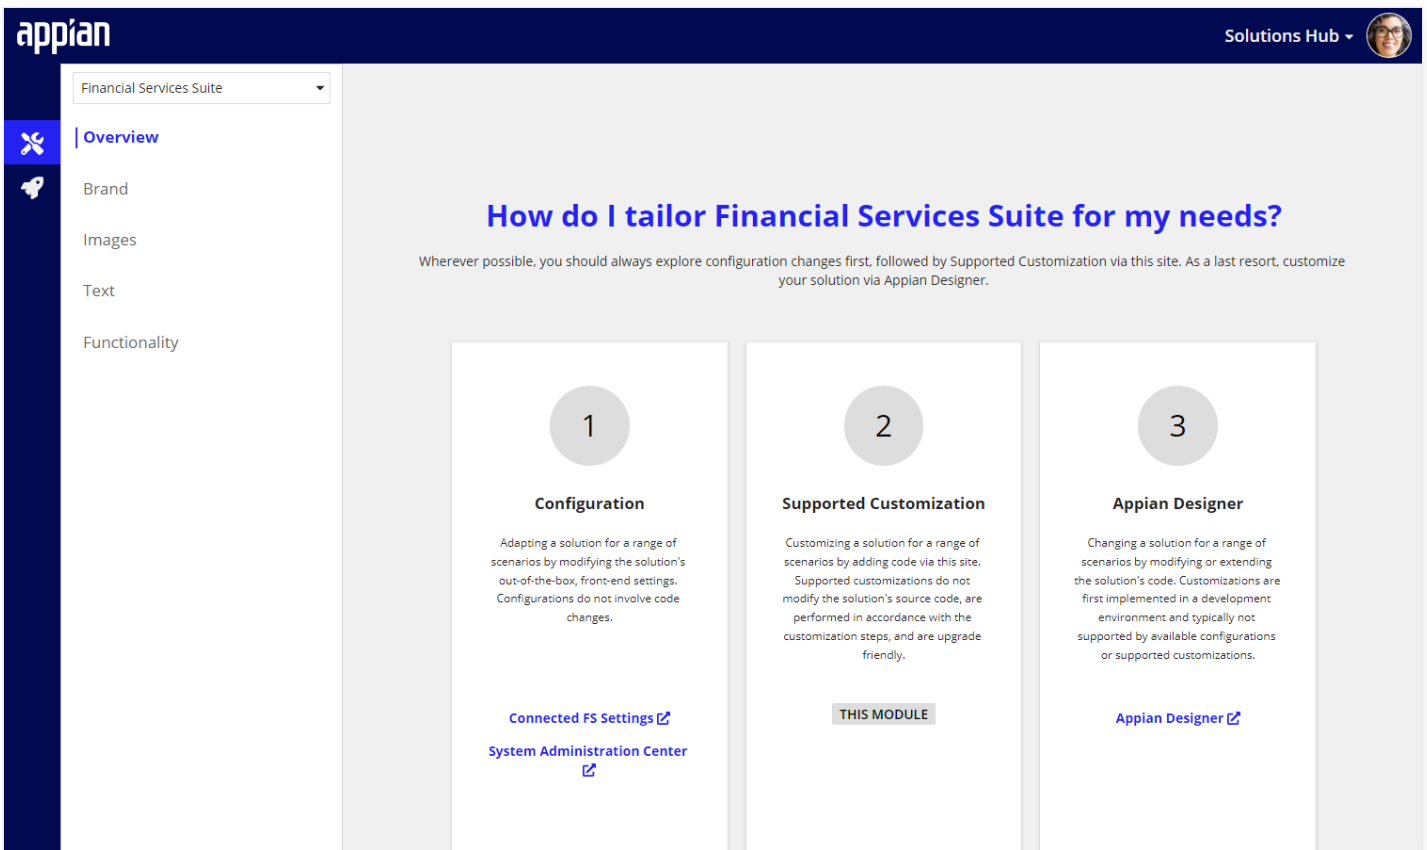 appian
Solutions Hub
Financial Services Suite
Overview
Brand
Images
Text
Functionality
How do I tailor Financial Services Suite for my needs?
Wherever possible, you should always explore configuration changes first, followed by Supported Customization via this site. As a last resort, customize
your solution via Appian Designer.
1
Configuration
Adapting a solution for a range of
scenarios by modifying the solution's
out-of-the-box, front-end settings.
Configurations do not involve code
changes.
Connected FS Settings
System Administration Center
2
Supported Customization
Customizing a solution for a range of
scenarios by adding code via this site.
Supported customizations do not
modify the solution's source code, are
performed in accordance with the
customization steps, and are upgrade
friendly.
THIS MODULE
3
Appian Designer
Changing a solution for a range of
scenarios by modifying or extending
the solution's code. Customizations are
first implemented in a development
environment and typically not
supported by available configurations
or supported customizations.
Appian Designer